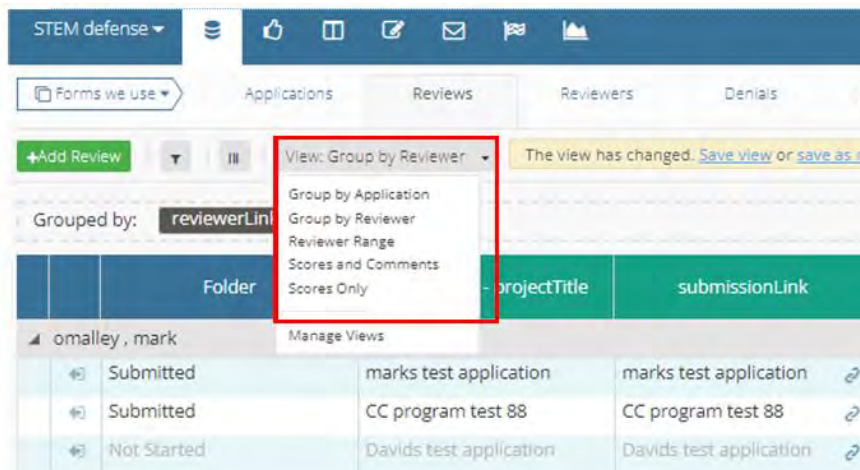 STEM defense
Forms we use Applications Reviews Reviewers Denials
+Add Review View: Group by Reviewer The view has changed. Save view or save as
Grouped by: reviewerLink
Group by Application
Group by Reviewer
Reviewer Range
Scores and Comments
Scores Only
Manage Views
Folder - projectTitle submissionLink
omalley , mark
Submitted marks test application marks test application
Submitted CC program test 88 CC program test 88
Not Started Davids test application Davids test application